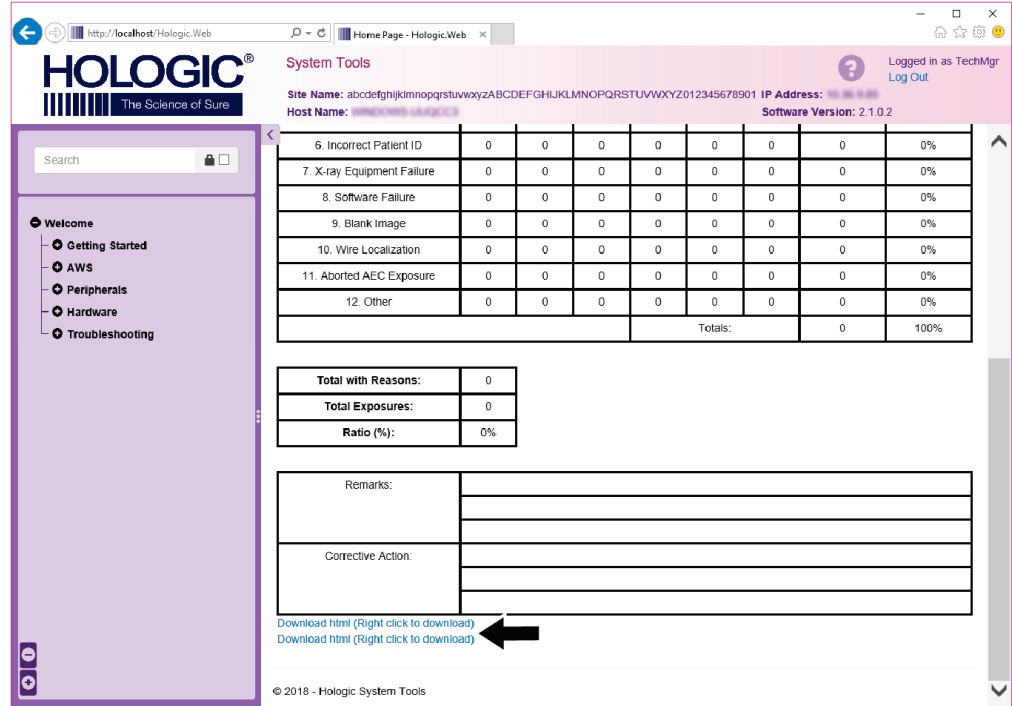 http://localhost/Hologic.Web
Home Page - Hologic.Web
HOLOGIC®
The Science of Sure
System Tools
Logged in as TechMgr
Log Out
Site Name: abcdefghijklmnopqrstuvwxyzABCDEFGHIJKLMNOPQRSTUVWXYZ012345678901 IP Address:
Host Name:
Software Version: 2.1.0.2
Search
Welcome
Getting Started
AWS
Peripherals
Hardware
Troubleshooting
6. Incorrect Patient ID 0 0 0 0 0 0 0 0%
7. X-ray Equipment Failure 0 0 0 0 0 0 0 0%
8. Software Failure 0 0 0 0 0 0 0 0%
9. Blank Image 0 0 0 0 0 0 0 0%
10. Wire Localization 0 0 0 0 0 0 0 0%
11. Aborted AEC Exposure 0 0 0 0 0 0 0 0%
12. Other 0 0 0 0 0 0 0 0%
Totals: 0 100%
Total with Reasons: 0
Total Exposures: 0
Ratio (%): 0%
Remarks:
Corrective Action:
Download html (Right click to download)
Download html (Right click to download)
© 2018 - Hologic System Tools